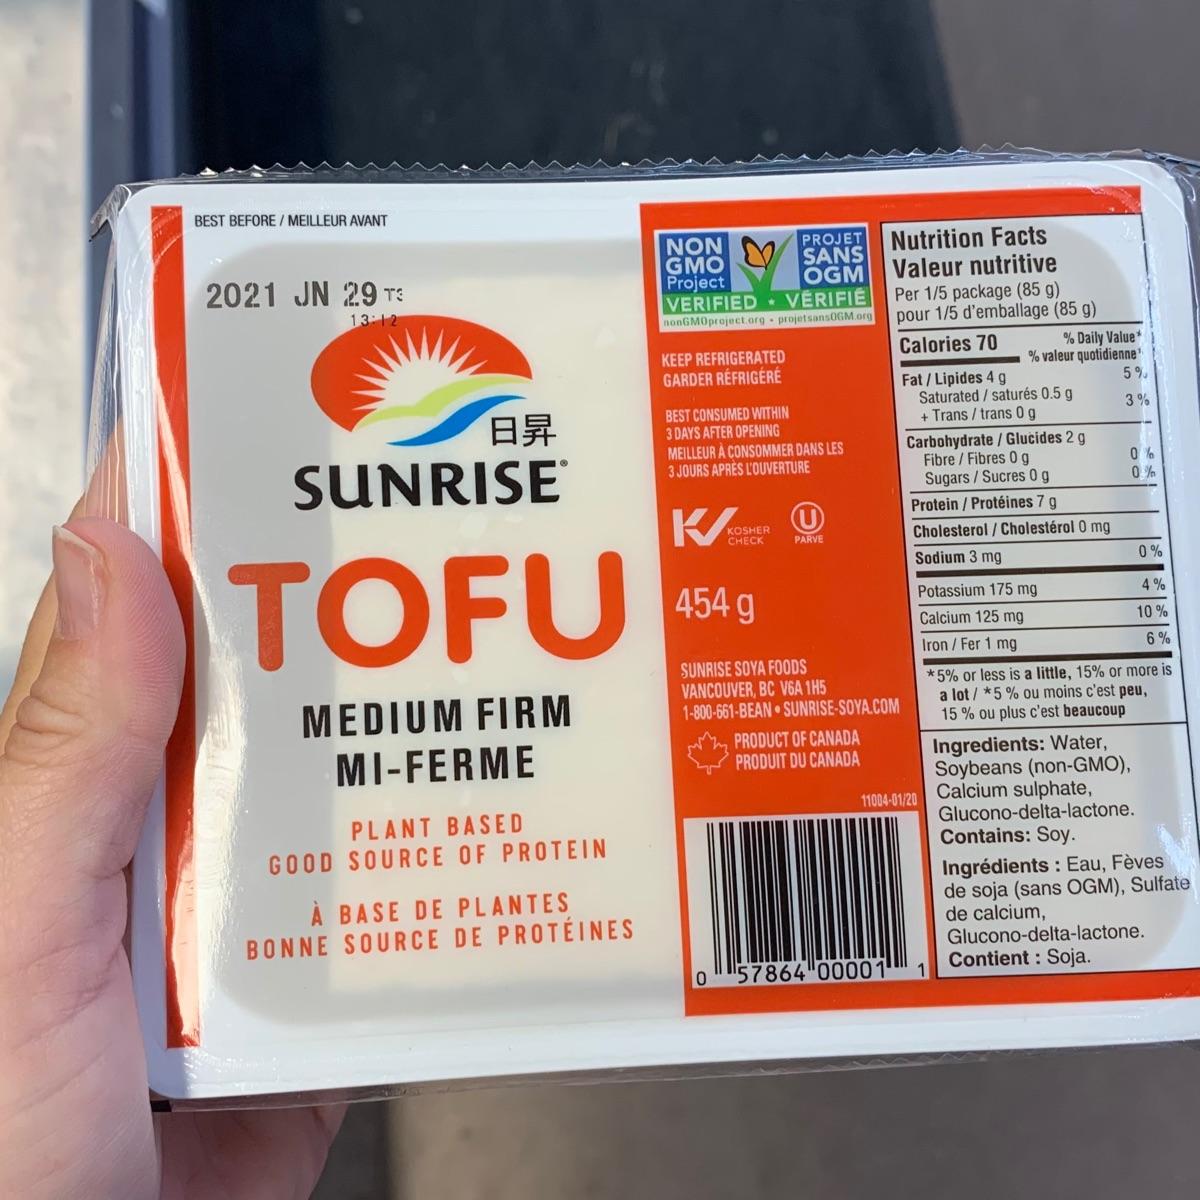 BEST BEFORE / MEILLEUR AVANT
2021 JN 29 T3
13:12
日昇
SUNRISE®
TOFU
MEDIUM FIRM
MI-FERME
PLANT BASED
GOOD SOURCE OF PROTEIN
À BASE DE PLANTES
BONNE SOURCE DE PROTÉINES
NON
GMO
Project
PROJET
SANS
OGM
VERIFIED • VÉRIFIÉ
nonGMOproject.org - projetsansOGM.org
KEEP REFRIGERATED
GARDER RÉFRIGÉRÉ
BEST CONSUMED WITHIN
3 DAYS AFTER OPENING
MEILLEUR À CONSOMMER DANS LES
3 JOURS APRÈS L'OUVERTURE
KOSHER
CHECK
U
PARVE
454 g
SUNRISE SOYA FOODS
VANCOUVER, BC V6A 1H5
1-800-661-BEAN • SUNRISE-SOYA.COM
PRODUCT OF CANADA
PRODUIT DU CANADA
11004-01/20
0 57864 00001 1
Nutrition Facts
Valeur nutritive
Per 1/5 package (85 g)
pour 1/5 d'emballage (85 g)
Calories 70
% Daily Value*
% valeur quotidienne*
Fat / Lipides 4 g 5 %
Saturated / saturés 0.5 g
+ Trans / trans 0 g 3 %
Carbohydrate / Glucides 2 g
Fibre / Fibres 0 g 0 %
Sugars / Sucres 0 g 0 %
Protein / Protéines 7 g
Cholesterol / Cholestérol 0 mg
Sodium 3 mg 0 %
Potassium 175 mg 4 %
Calcium 125 mg 10 %
Iron / Fer 1 mg 6 %
*5% or less is a little, 15% or more is
a lot / *5 % ou moins c'est peu,
15 % ou plus c'est beaucoup
Ingredients: Water,
Soybeans (non-GMO),
Calcium sulphate,
Glucono-delta-lactone.
Contains: Soy.
Ingrédients : Eau, Fèves
de soja (sans OGM), Sulfate
de calcium,
Glucono-delta-lactone.
Contient : Soja.